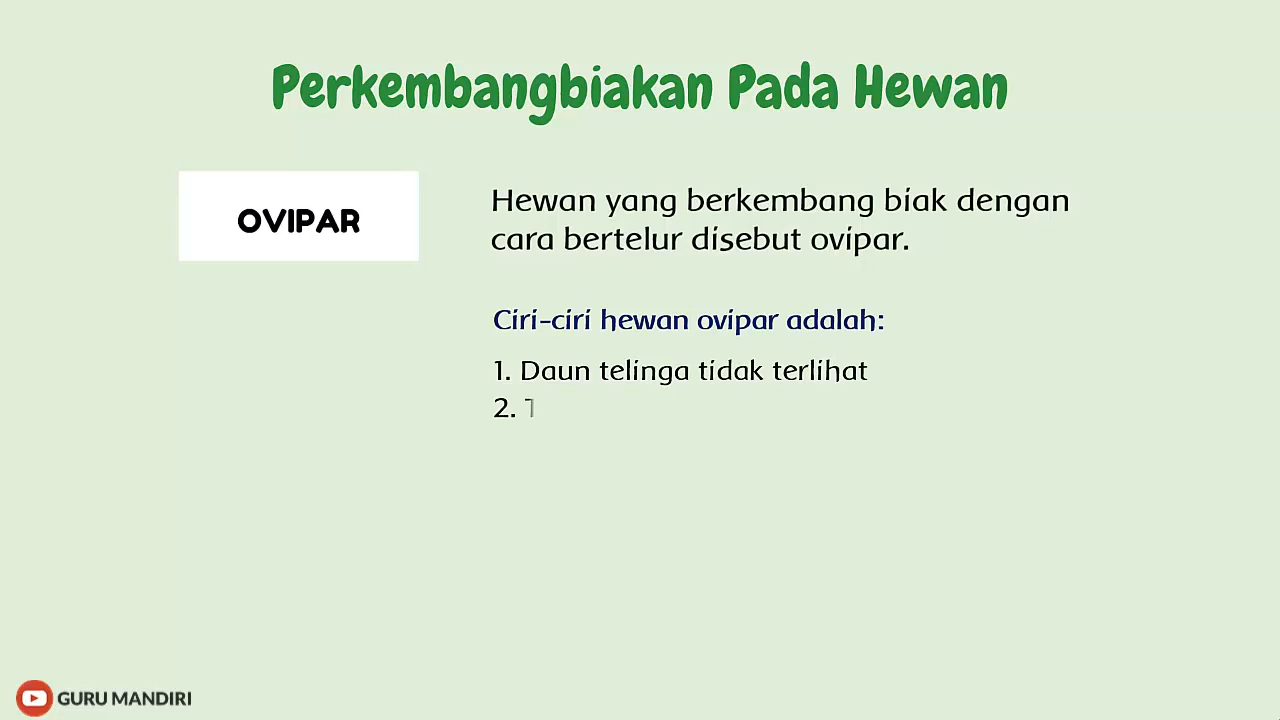 Perkembangbiakan Pada Hewan
OVIPAR
Hewan yang berkembang biak dengan
cara bertelur disebut ovipar.
Ciri-ciri hewan ovipar adalah:
1. Daun telinga tidak terlihat
2.
GURU MANDIRI